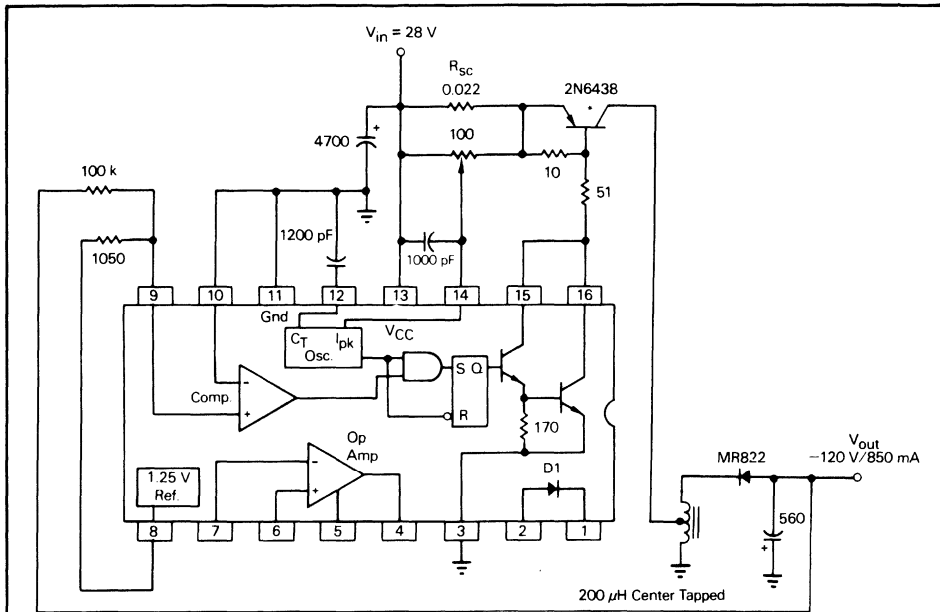 V_in = 28 V
R_SC
0.022
2N6438
4700
+
100
10
51
100 k
1050
1200 pF
1000 pF
9
10
11
12
13
14
15
16
Gnd
V_CC
C_T
I_pk
Osc.
S Q
R
Comp.
-
+
170
Op
Amp
-
+
1.25 V
Ref.
D1
8
7
6
5
4
3
2
1
MR822
V_out
−120 V/850 mA
560
+
200 µH Center Tapped